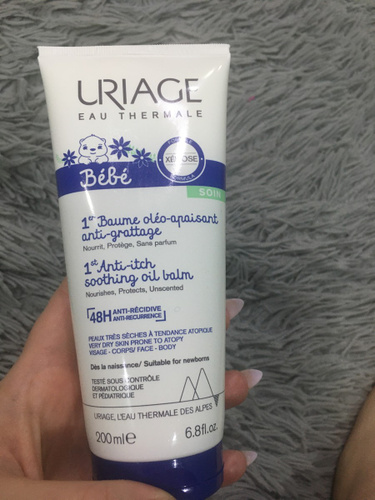 URIAGE
EAU THERMALE
XÉMOSE
Bébé
SOIN
1er Baume oléo-apaisant
anti-grattage
Nourrit, Protège, Sans parfum
1st Anti-itch
soothing oil balm
Nourishes, Protects, Unscented
48H ANTI-RÉCIDIVE
ANTI-RECURRENCE
PEAUX TRÈS SÈCHES À TENDANCE ATOPIQUE
VERY DRY SKIN PRONE TO ATOPY
VISAGE - CORPS/ FACE - BODY
Dès la naissance/ Suitable for newborns
TESTÉ SOUS CONTRÔLE
DERMATOLOGIQUE
ET PÉDIATRIQUE
URIAGE, L'EAU THERMALE DES ALPES
200 ml e 6.8fl.oz.